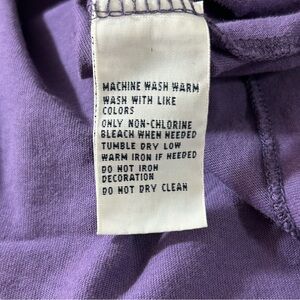 MACHINE WASH WARM
WASH WITH LIKE
COLORS
ONLY NON-CHLORINE
BLEACH WHEN NEEDED
TUMBLE DRY LOW
WARM IRON IF NEEDED
DO NOT IRON
DECORATION
DO NOT DRY CLEAN